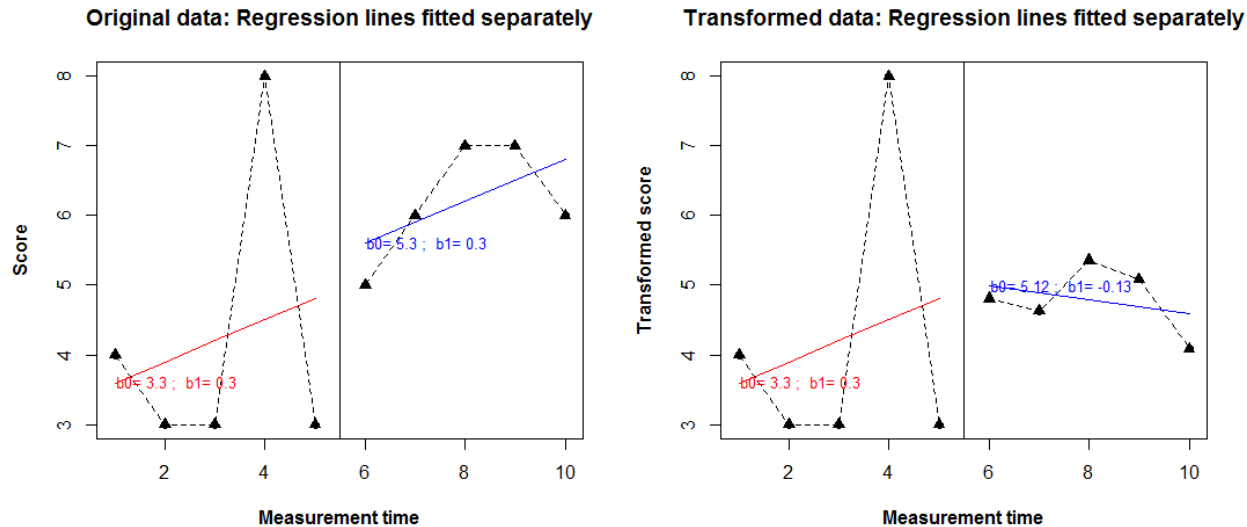 Original data: Regression lines fitted separately
Score
8
7
6
5
4
3
b0= 5.3 ;  b1= 0.3
b0= 3.3 ;  b1= 0.3
2
4
6
8
10
Measurement time
Transformed data: Regression lines fitted separately
Transformed score
8
7
6
5
4
3
b0= 5.12 ;  b1= -0.13
b0= 3.3 ;  b1= 0.3
2
4
6
8
10
Measurement time